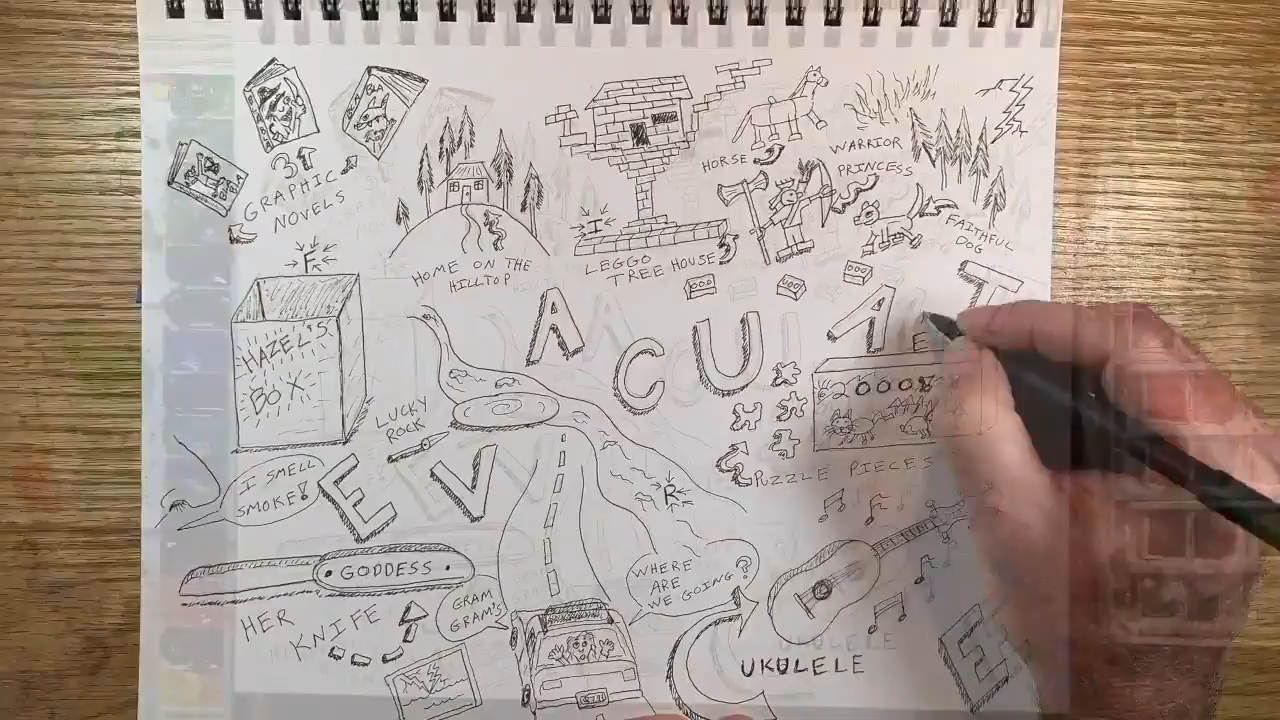 BLA
3
GRAPHIC
NOVELS
HOME ON THE
HILLTOP
I
LEGGO
TREE HOUSE
HORSE
WARRIOR
PRINCESS
FAITHFUL
DOG
F
HAZEL'S
BOX
A
C
U
A
T
E
LUCKY
ROCK
I SMELL
SMOKE!
E
V
R
PUZZLE PIECES
GODDESS
HER
KNIFE
GRAM
GRAM'S
WHERE
ARE
WE GOING?
UKULELE
E